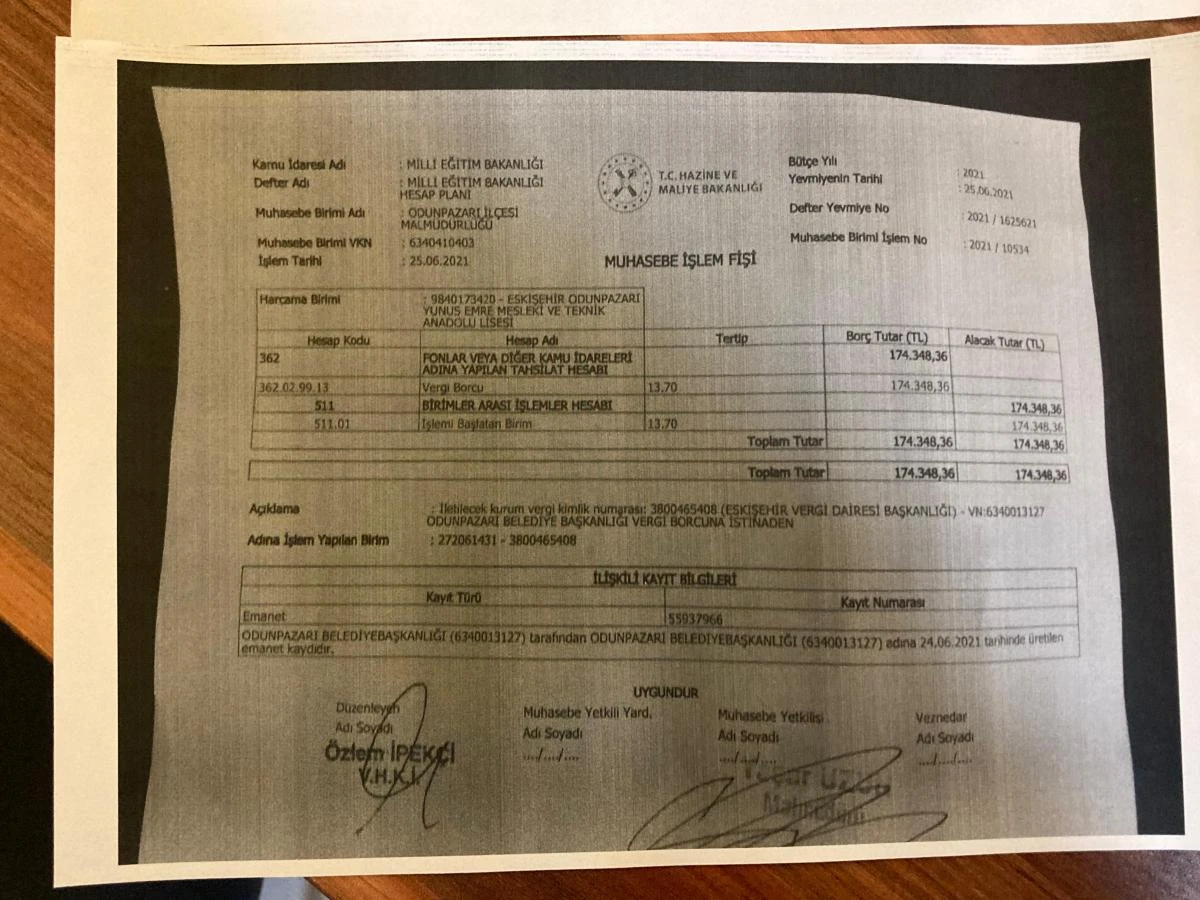 Kamu İdaresi Adı : MİLLİ EĞİTİM BAKANLIĞI
Defter Adı : MİLLİ EĞİTİM BAKANLIĞI
HESAP PLANI
Muhasebe Birimi Adı : ODUNPAZARI İLÇESİ
MALMÜDÜRLÜĞÜ
Muhasebe Birimi VKN : 6340410403
İşlem Tarihi : 25.06.2021
T.C. HAZİNE VE
MALİYE BAKANLIĞI
MUHASEBE İŞLEM FİŞİ
Bütçe Yılı : 2021
Yevmiyenin Tarihi : 25.06.2021
Defter Yevmiye No : 2021 / 1625621
Muhasebe Birimi İşlem No : 2021 / 10534
Harcama Birimi : 9840173420 - ESKİŞEHİR ODUNPAZARI
YUNUS EMRE MESLEKİ VE TEKNİK
ANADOLU LİSESİ
Hesap Kodu Hesap Adı Tertip Borç Tutar (TL) Alacak Tutar (TL)
362 FONLAR VEYA DİĞER KAMU İDARELERİ 174.348,36
ADINA YAPILAN TAHSİLAT HESABI
362.02.99.13 Vergi Borcu 13.70 174.348,36
511 BİRİMLER ARASI İŞLEMLER HESABI 174.348,36
511.01 İşlemi Başlatan Birim 13.70 174.348,36
Toplam Tutar 174.348,36 174.348,36
Toplam Tutar 174.348,36 174.348,36
Açıklama : İletilecek kurum vergi kimlik numarası: 3800465408 (ESKİŞEHİR VERGİ DAİRESİ BAŞKANLIĞI) - VN:6340013127
ODUNPAZARI BELEDİYE BAŞKANLIĞI VERGİ BORCUNA İSTİNADEN
Adına İşlem Yapılan Birim : 272061431 - 3800465408
İLİŞKİLİ KAYIT BİLGİLERİ
Kayıt Türü Kayıt Numarası
Emanet 55937966
ODUNPAZARI BELEDİYEBAŞKANLIĞI (6340013127) tarafından ODUNPAZARI BELEDİYEBAŞKANLIĞI (6340013127) adına 24.06.2021 tarihinde üretilen
emanet kaydıdır.
UYGUNDUR
Düzenleyen Muhasebe Yetkili Yard. Muhasebe Yetkilisi Veznedar
Adı Soyadı Adı Soyadı Adı Soyadı Adı Soyadı
Özlem İPEKÇİ ..../..../.... ..../..../.... ..../..../....
V.H.K.İ.